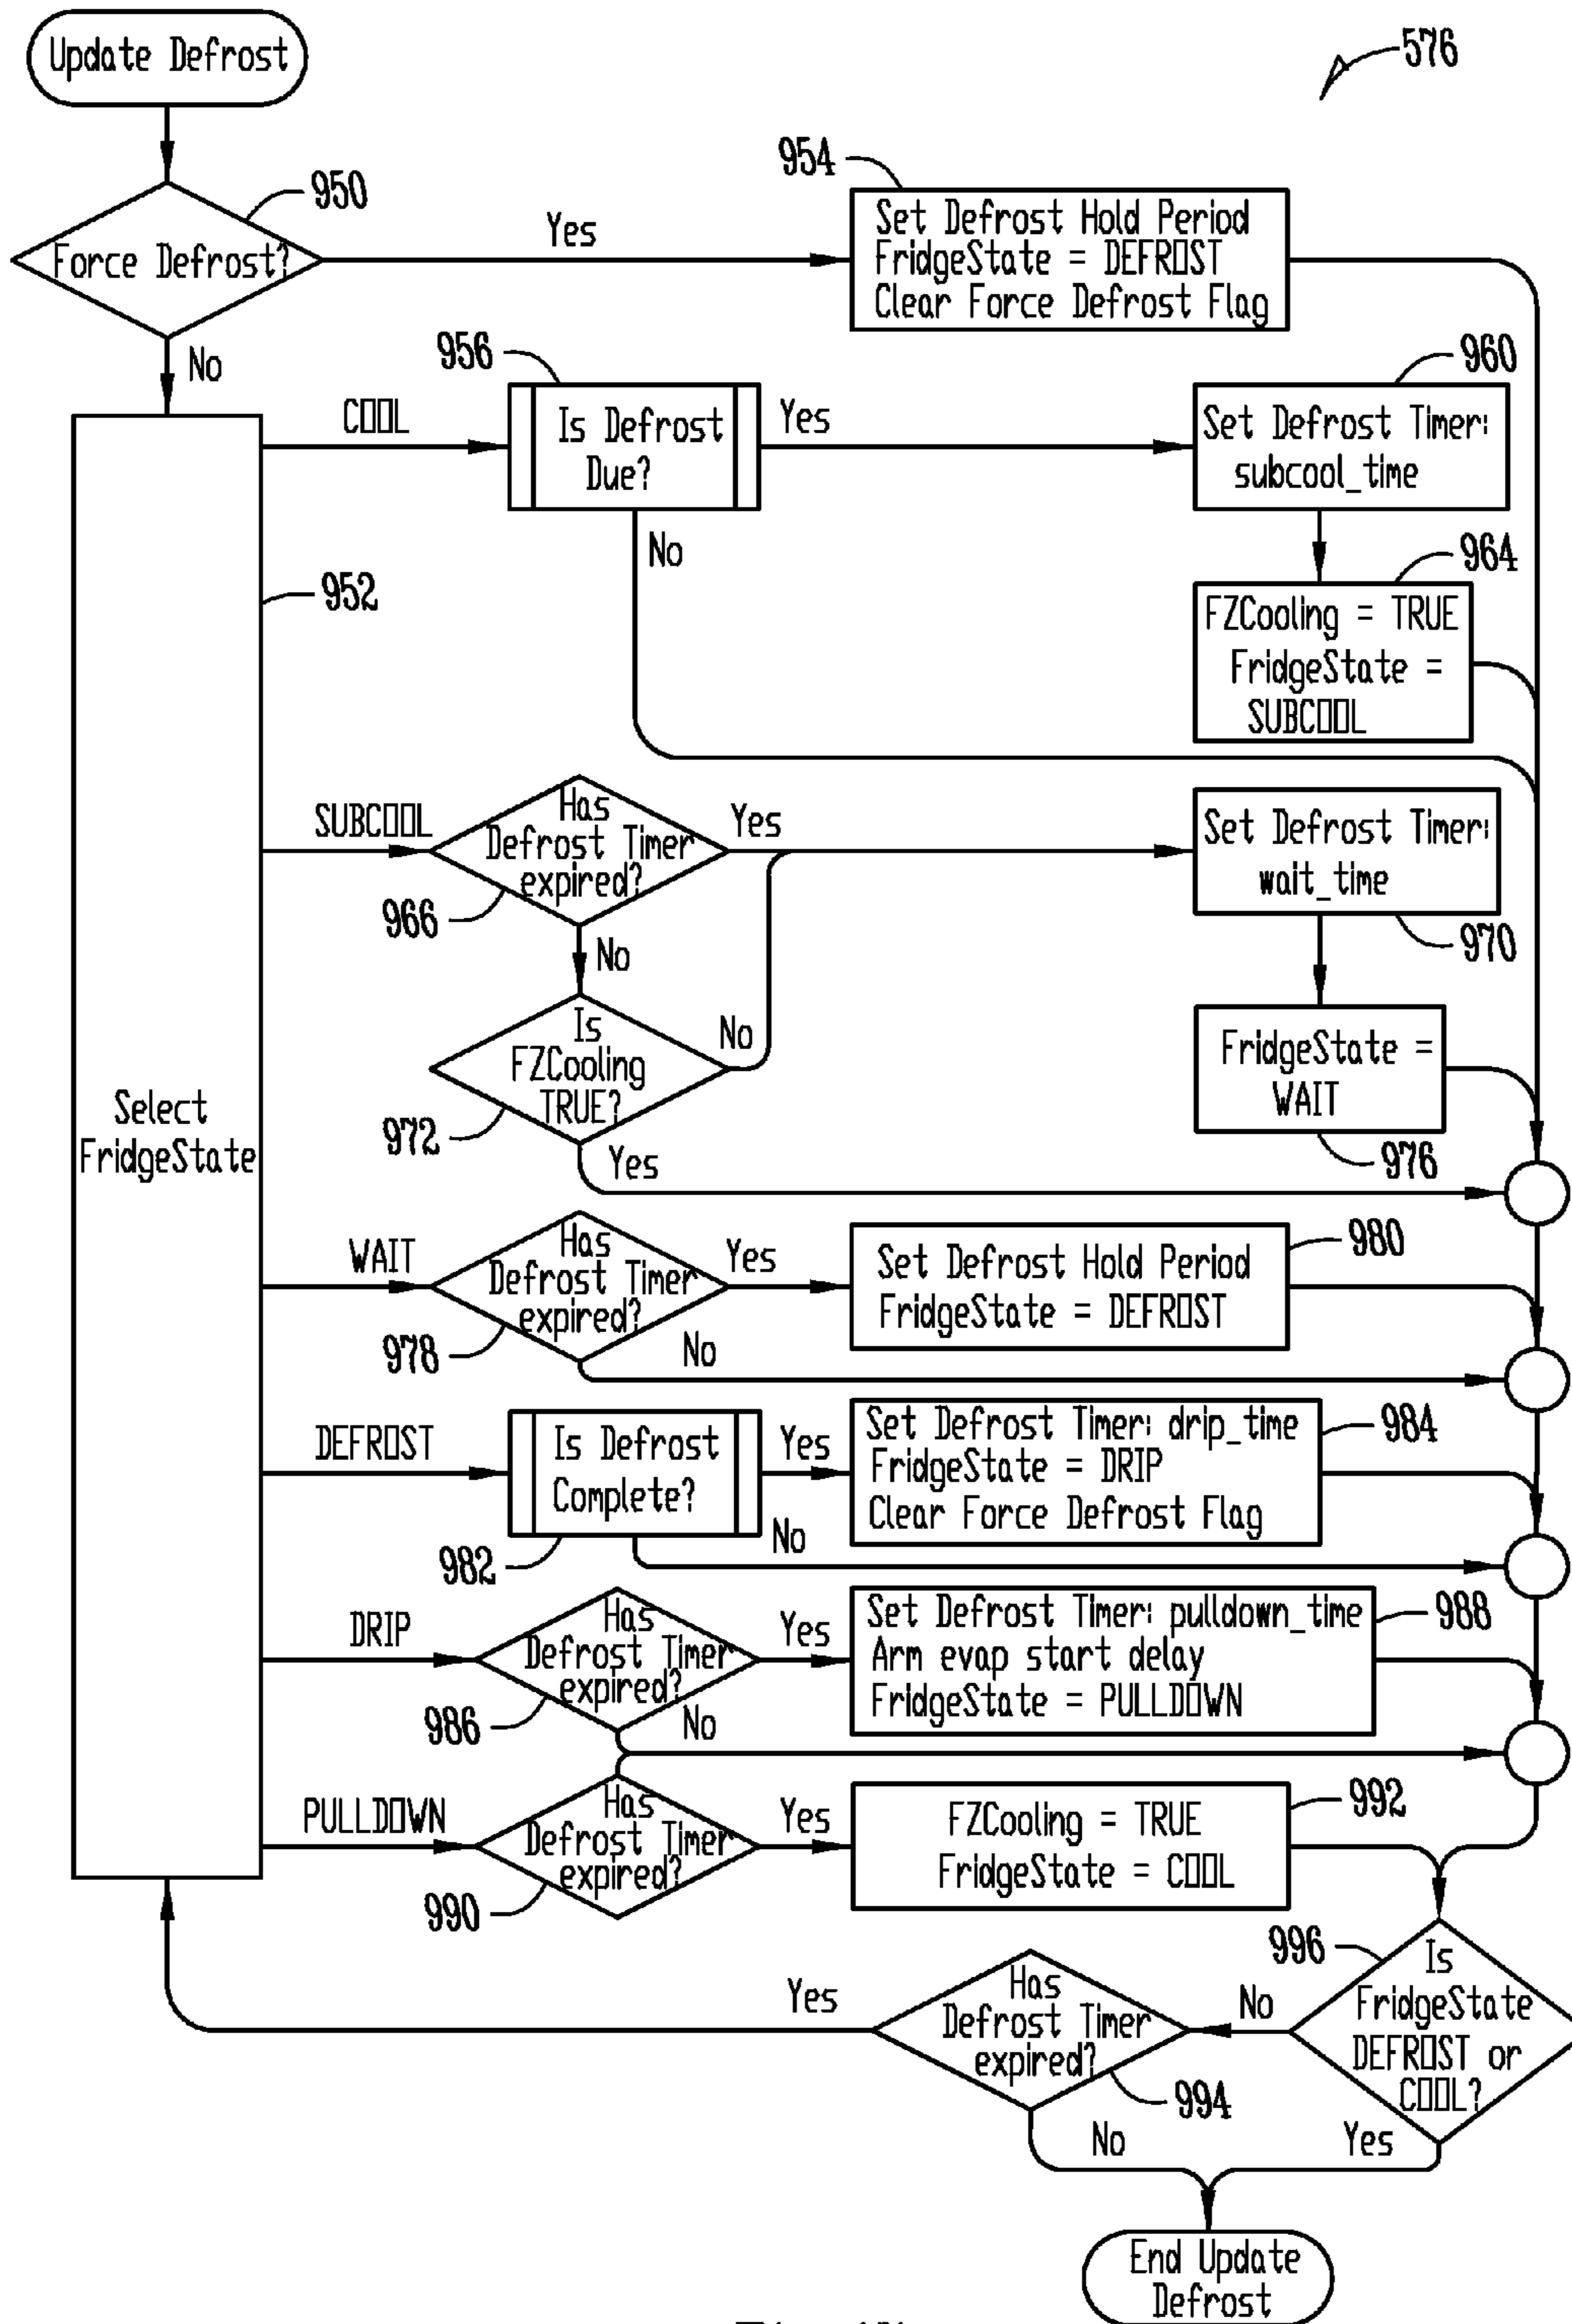 Update Defrost
576
950
954
Force Defrost?
Yes
Set Defrost Hold Period
FridgeState = DEFROST
Clear Force Defrost Flag
No
956
960
COOL
Is Defrost
Due?
Yes
Set Defrost Timer:
subcool_time
No
952
964
FZCooling = TRUE
FridgeState =
SUBCOOL
SUBCOOL
Has
Defrost Timer
expired?
Yes
966
Set Defrost Timer:
wait_time
970
No
Is
FZCooling
TRUE?
No
972
Yes
FridgeState =
WAIT
976
Select
FridgeState
WAIT
Has
Defrost Timer
expired?
Yes
978
No
Set Defrost Hold Period
FridgeState = DEFROST
980
DEFROST
Is Defrost
Complete?
Yes
982
No
Set Defrost Timer: drip_time
FridgeState = DRIP
Clear Force Defrost Flag
984
DRIP
Has
Defrost Timer
expired?
Yes
986
No
Set Defrost Timer: pulldown_time
Arm evap start delay
FridgeState = PULLDOWN
988
PULLDOWN
Has
Defrost Timer
expired?
Yes
990
FZCooling = TRUE
FridgeState = COOL
992
996
Is
FridgeState
DEFROST or
COOL?
No
Yes
Has
Defrost Timer
expired?
994
Yes
No
End Update
Defrost